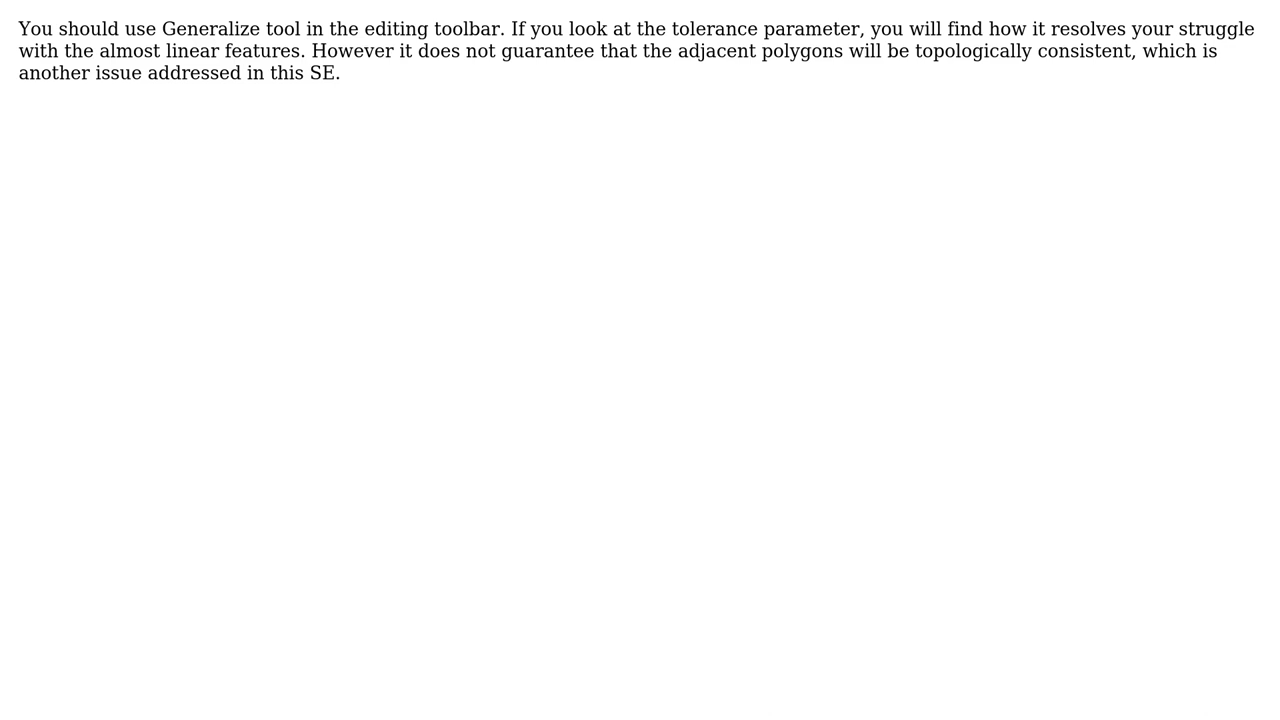 You should use Generalize tool in the editing toolbar. If you look at the tolerance parameter, you will find how it resolves your struggle
with the almost linear features. However it does not guarantee that the adjacent polygons will be topologically consistent, which is
another issue addressed in this SE.